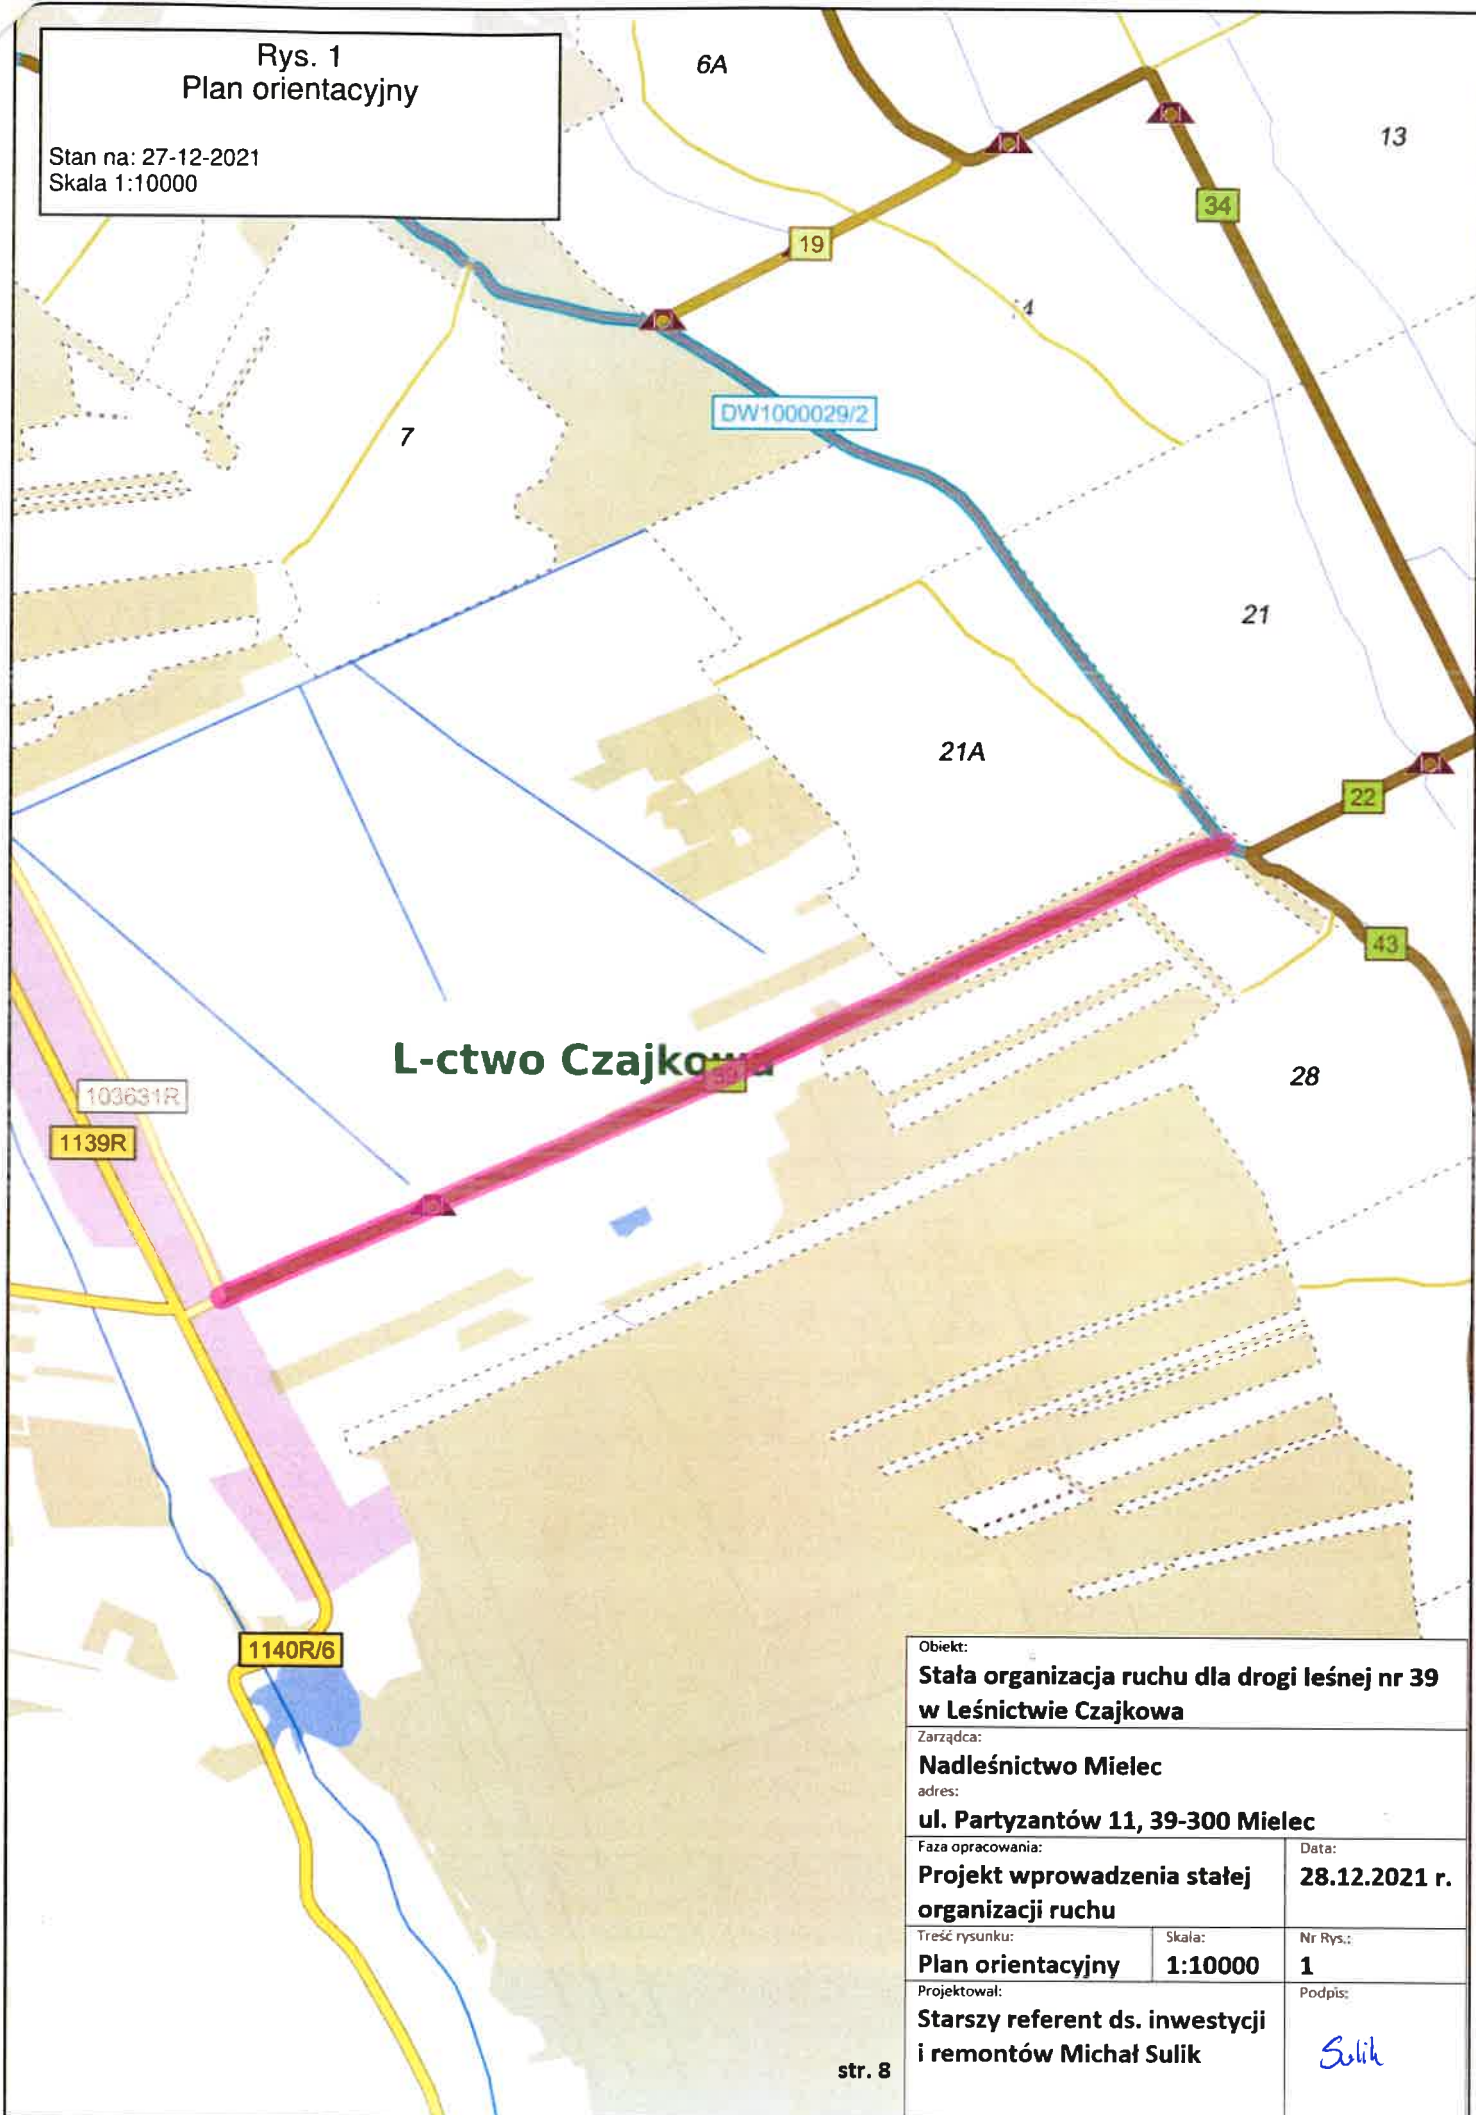 Rys. 1
Plan orientacyjny
Stan na: 27-12-2021
Skala 1:10000
6A
13
34
19
4
DW1000029/2
7
21
21A
22
43
L-ctwo Czajkowa
39
28
103631R
1139R
1140R/6
Obiekt:
Stała organizacja ruchu dla drogi leśnej nr 39
w Leśnictwie Czajkowa
Zarządca:
Nadleśnictwo Mielec
adres:
ul. Partyzantów 11, 39-300 Mielec
Faza opracowania:
Projekt wprowadzenia stałej
organizacji ruchu
Data:
28.12.2021 r.
Treść rysunku:
Plan orientacyjny
Skala:
1:10000
Nr Rys.:
1
Projektował:
Starszy referent ds. inwestycji
i remontów Michał Sulik
Podpis:
Sulik
str. 8